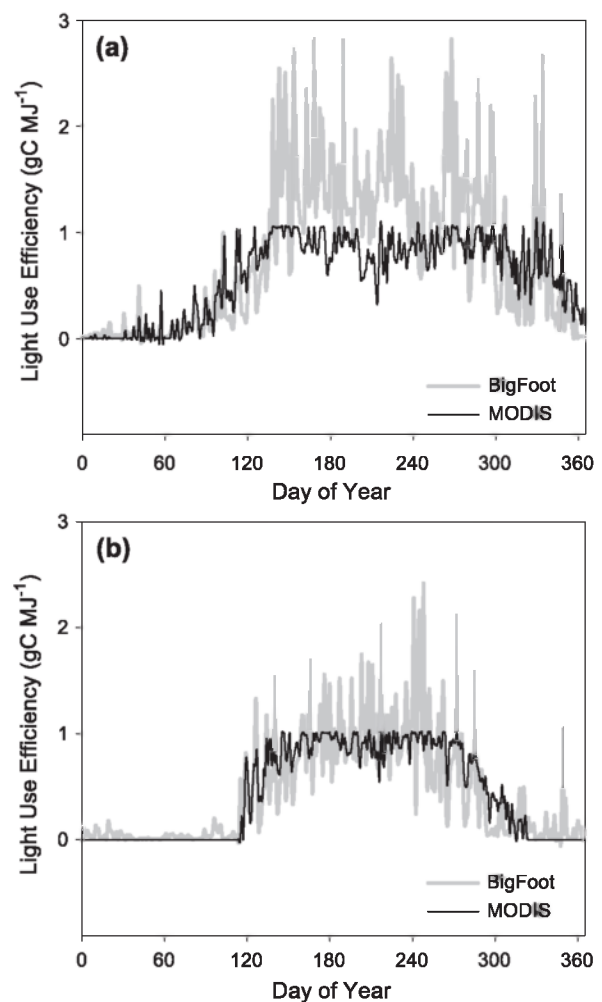 3
(a)
2
1
0
Light Use Efficiency (gC MJ⁻¹)
BigFoot
MODIS
0 60 120 180 240 300 360
Day of Year
3
(b)
2
1
0
Light Use Efficiency (gC MJ⁻¹)
BigFoot
MODIS
0 60 120 180 240 300 360
Day of Year